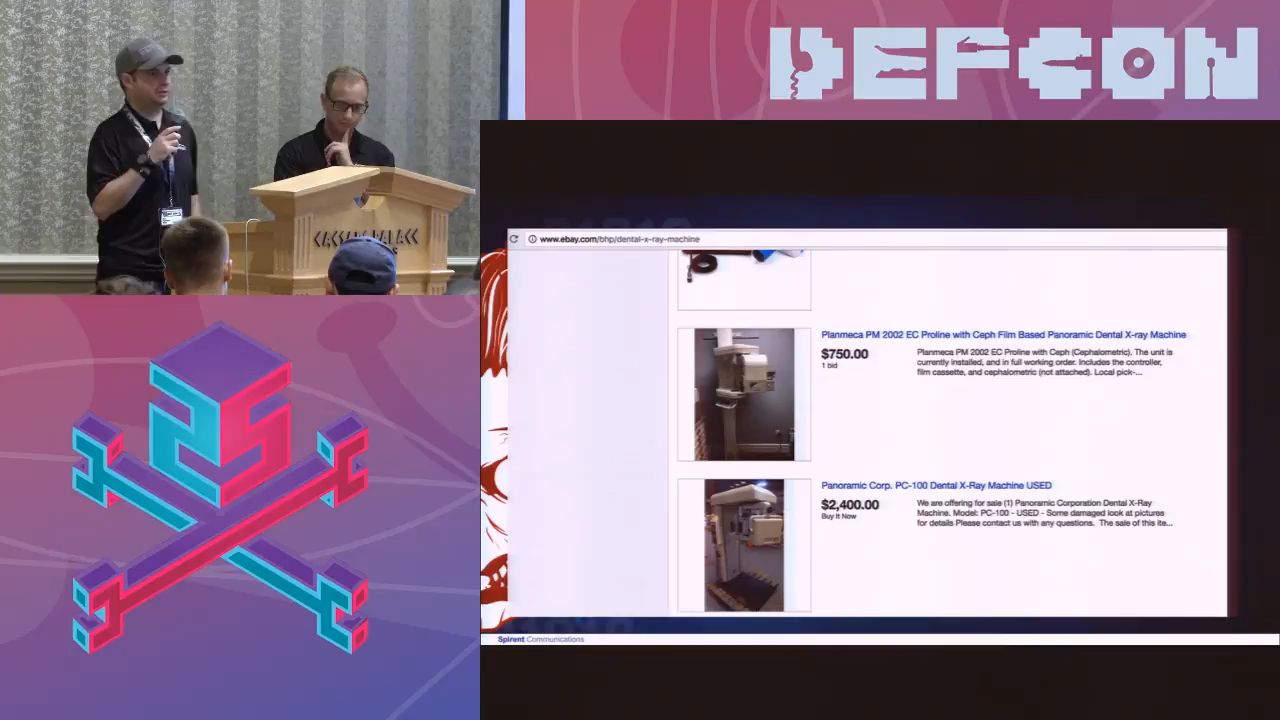 DEFCON
CAESARS PALACE
www.ebay.com/bhp/dental-x-ray-machine
Planmeca PM 2002 EC Proline with Ceph Film Based Panoramic Dental X-ray Machine
$750.00
1 bid
Planmeca PM 2002 EC Proline with Ceph (Cephalometric). The unit is
currently installed, and in full working order. Includes the controller,
film cassette, and cephalometric (not attached). Local pick-...
Panoramic Corp. PC-100 Dental X-Ray Machine USED
$2,400.00
Buy It Now
We are offering for sale (1) Panoramic Corporation Dental X-Ray
Machine. Model: PC-100 - USED - Some damaged look at pictures
for details Please contact us with any questions. The sale of this ite...
Spirent Communications